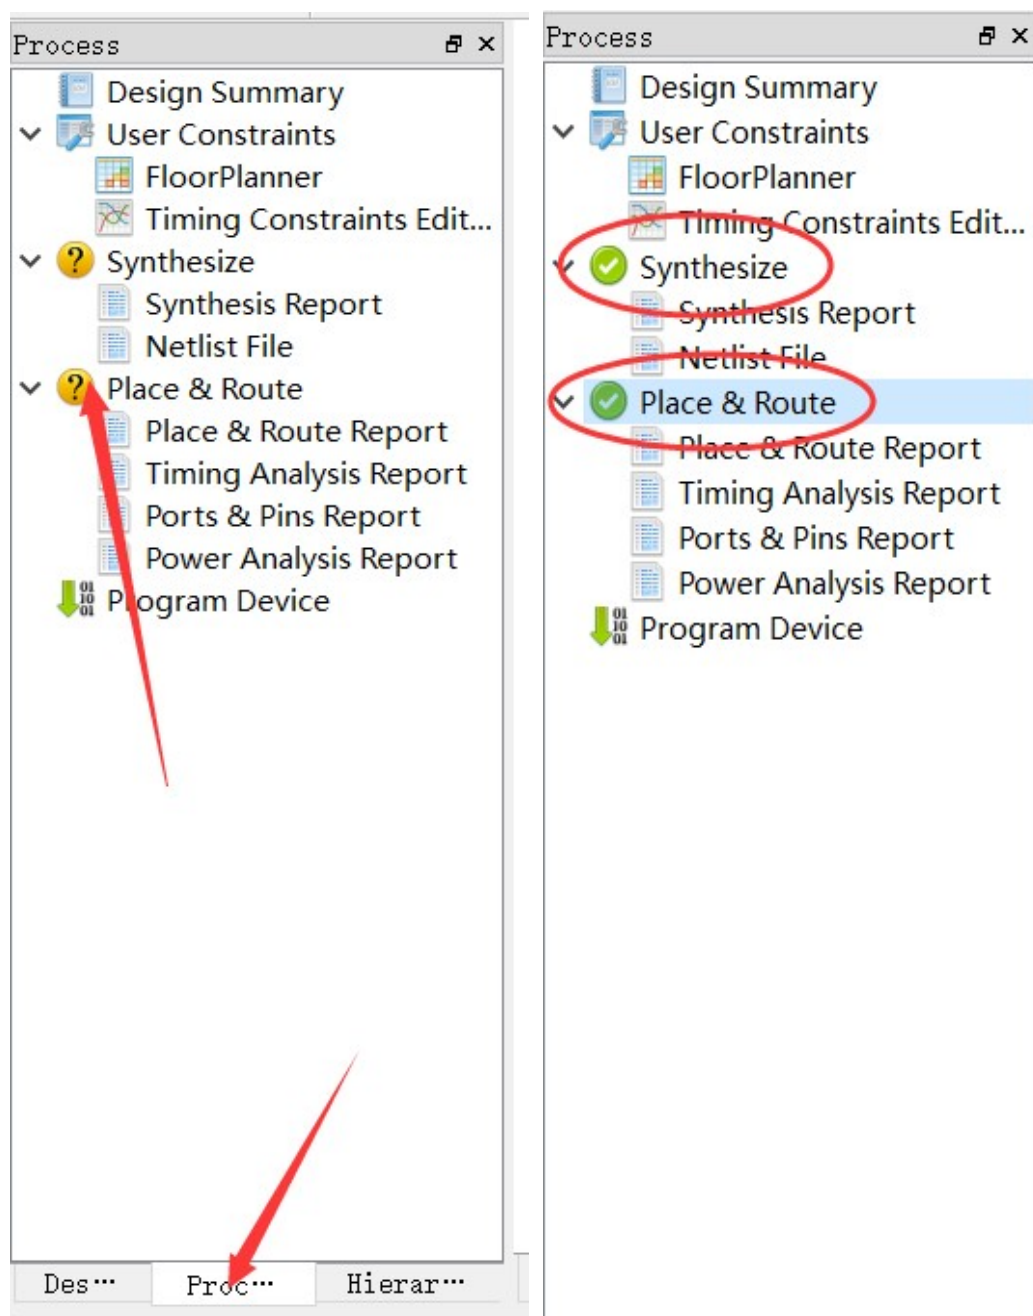 Process
Design Summary
User Constraints
FloorPlanner
Timing Constraints Edit...
Synthesize
Synthesis Report
Netlist File
Place & Route
Place & Route Report
Timing Analysis Report
Ports & Pins Report
Power Analysis Report
Program Device
Des...
Proc...
Hierar...
Process
Design Summary
User Constraints
FloorPlanner
Timing Constraints Edit...
Synthesize
Synthesis Report
Netlist File
Place & Route
Place & Route Report
Timing Analysis Report
Ports & Pins Report
Power Analysis Report
Program Device